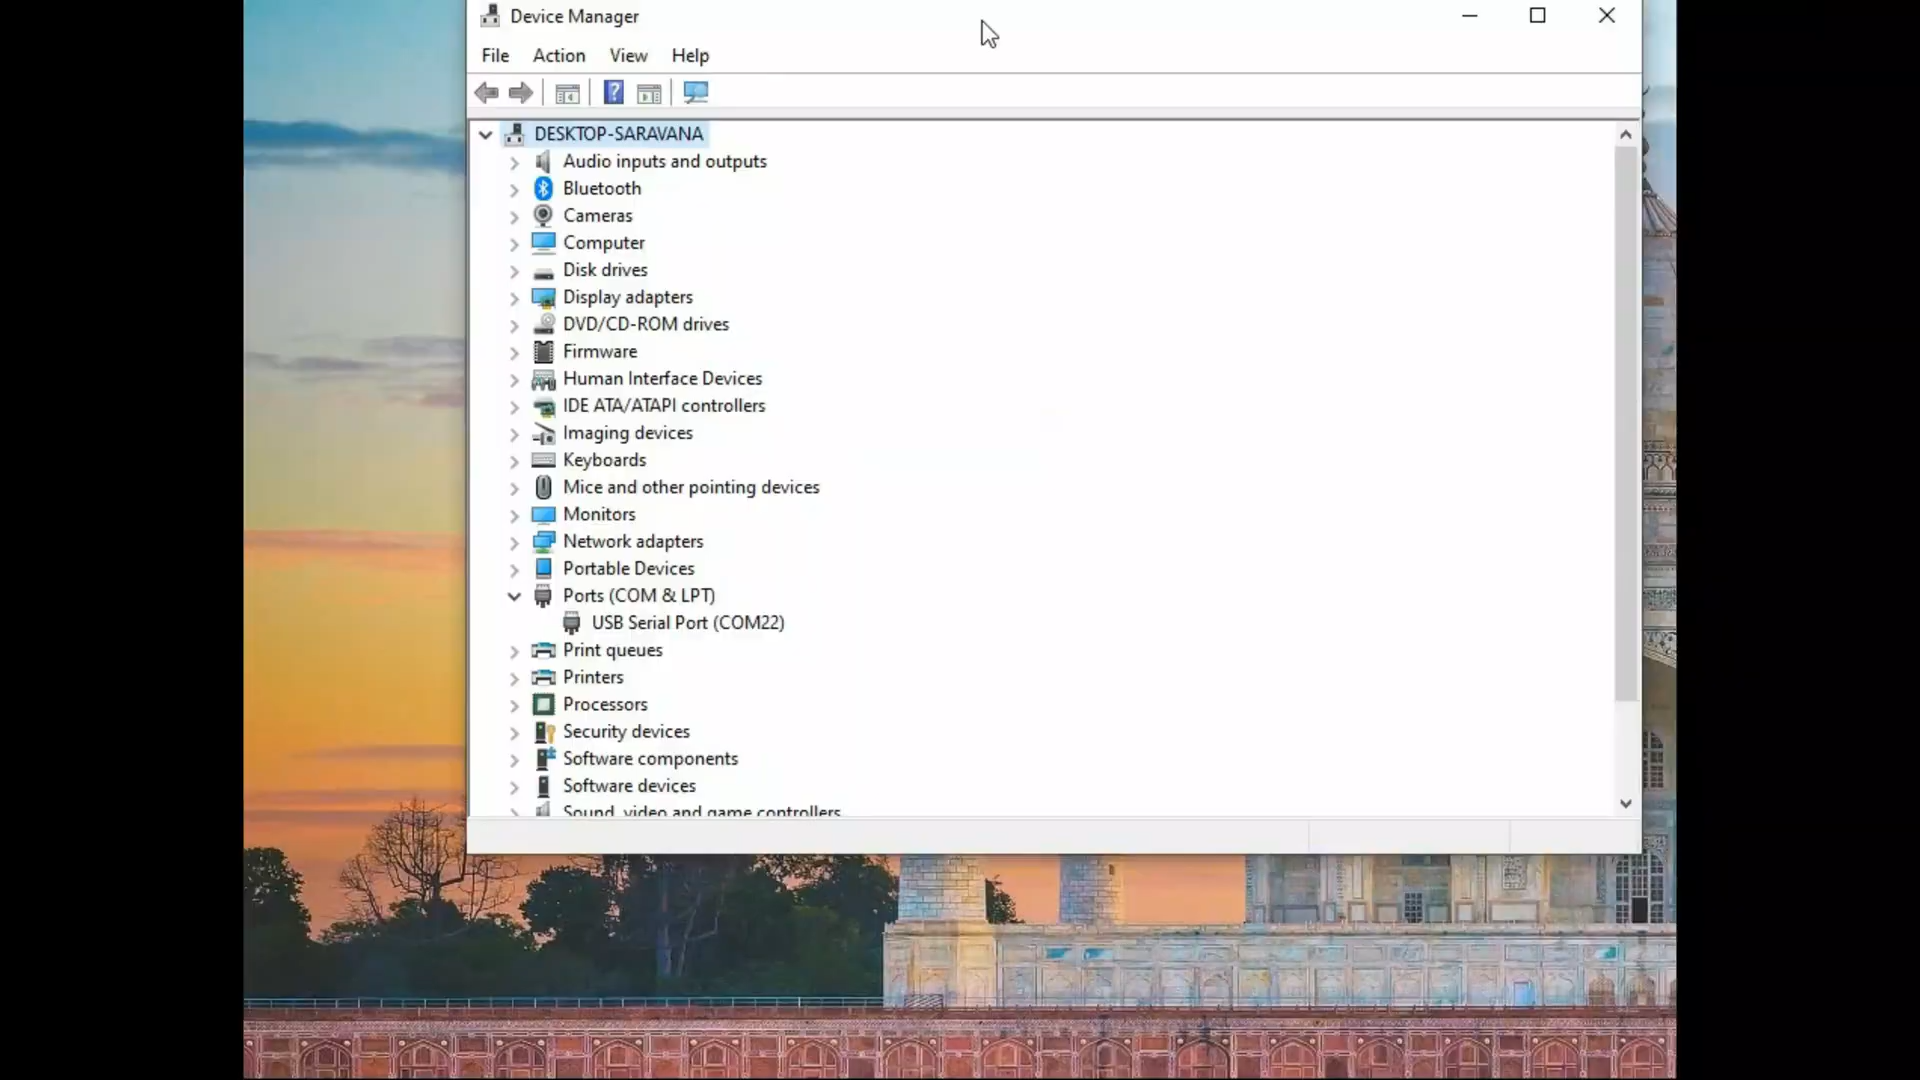 Device Manager
File Action View Help
DESKTOP-SARAVANA
Audio inputs and outputs
Bluetooth
Cameras
Computer
Disk drives
Display adapters
DVD/CD-ROM drives
Firmware
Human Interface Devices
IDE ATA/ATAPI controllers
Imaging devices
Keyboards
Mice and other pointing devices
Monitors
Network adapters
Portable Devices
Ports (COM & LPT)
USB Serial Port (COM22)
Print queues
Printers
Processors
Security devices
Software components
Software devices
Sound, video and game controllers